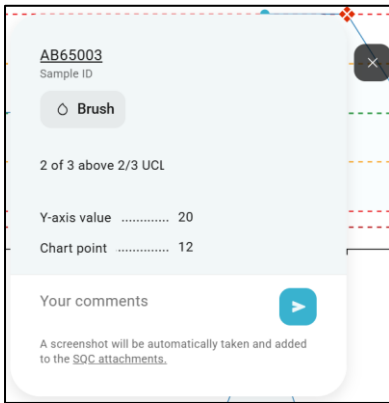 AB65003
Sample ID
Brush
2 of 3 above 2/3 UCL
Y-axis value ............. 20
Chart point .............. 12
Your comments
A screenshot will be automatically taken and added
to the SQC attachments.